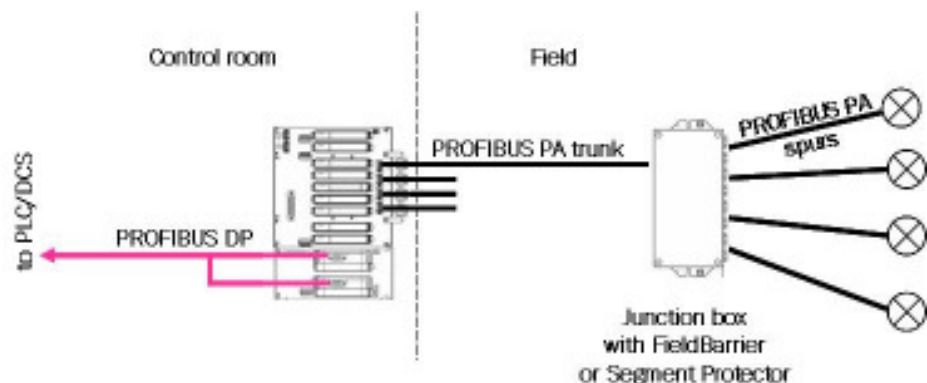 Control room
Field
PROFIBUS PA trunk
PROFIBUS PA
spurs
to PLC/DCS
PROFIBUS DP
Junction box
with FieldBarrier
or Segment Protector